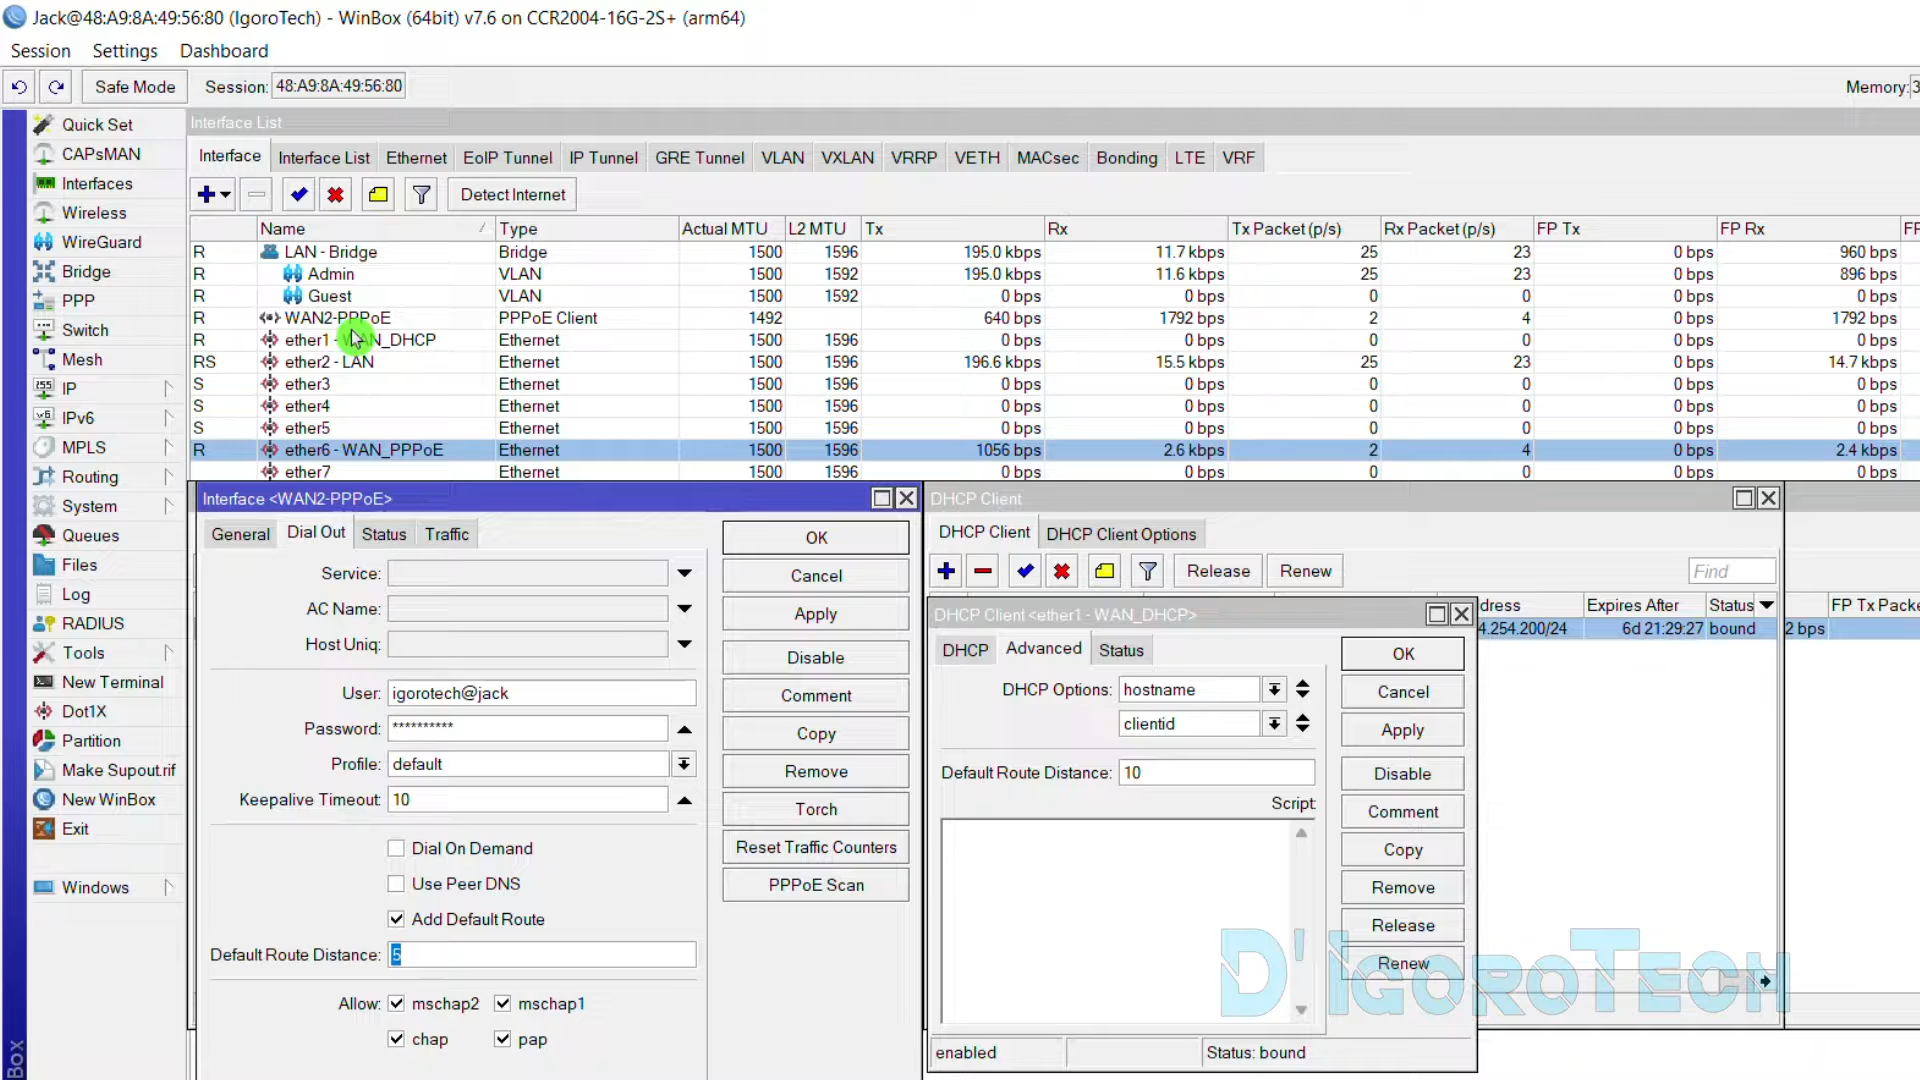 Jack@48:A9:8A:49:56:80 (IgoroTech) - WinBox (64bit) v7.6 on CCR2004-16G-2S+ (arm64)
Session Settings Dashboard
Safe Mode Session: 48:A9:8A:49:56:80 Memory: 3
Quick Set
CAPsMAN
Interfaces
Wireless
WireGuard
Bridge
PPP
Switch
Mesh
IP
IPv6
MPLS
Routing
System
Queues
Files
Log
RADIUS
Tools
New Terminal
Dot1X
Partition
Make Supout.rif
New WinBox
Exit
Windows
Box
Interface List
Interface Interface List Ethernet EoIP Tunnel IP Tunnel GRE Tunnel VLAN VXLAN VRRP VETH MACsec Bonding LTE VRF
Detect Internet
Name Type Actual MTU L2 MTU Tx Rx Tx Packet (p/s) Rx Packet (p/s) FP Tx FP Rx FP
R LAN - Bridge Bridge 1500 1596 195.0 kbps 11.7 kbps 25 23 0 bps 960 bps
R Admin VLAN 1500 1592 195.0 kbps 11.6 kbps 25 23 0 bps 896 bps
R Guest VLAN 1500 1592 0 bps 0 bps 0 0 0 bps 0 bps
R WAN2-PPPoE PPPoE Client 1492 640 bps 1792 bps 2 4 0 bps 1792 bps
R ether1 - WAN_DHCP Ethernet 1500 1596 0 bps 0 bps 0 0 0 bps 0 bps
RS ether2 - LAN Ethernet 1500 1596 196.6 kbps 15.5 kbps 25 23 0 bps 14.7 kbps
S ether3 Ethernet 1500 1596 0 bps 0 bps 0 0 0 bps 0 bps
S ether4 Ethernet 1500 1596 0 bps 0 bps 0 0 0 bps 0 bps
S ether5 Ethernet 1500 1596 0 bps 0 bps 0 0 0 bps 0 bps
R ether6 - WAN_PPPoE Ethernet 1500 1596 1056 bps 2.6 kbps 2 4 0 bps 2.4 kbps
ether7 Ethernet 1500 1596 0 bps 0 bps 0 0 0 bps 0 bps
Interface <WAN2-PPPoE>
General Dial Out Status Traffic
Service:
AC Name:
Host Uniq:
User: igorotech@jack
Password: **********
Profile: default
Keepalive Timeout: 10
Dial On Demand
Use Peer DNS
Add Default Route
Default Route Distance: 5
Allow: mschap2 mschap1
chap pap
OK
Cancel
Apply
Disable
Comment
Copy
Remove
Torch
Reset Traffic Counters
PPPoE Scan
DHCP Client
DHCP Client DHCP Client Options
Release Renew Find
dress Expires After Status FP Tx Packe
4.254.200/24 6d 21:29:27 bound 2 bps
DHCP Client <ether1 - WAN_DHCP>
DHCP Advanced Status
DHCP Options: hostname
clientid
Default Route Distance: 10
Script:
OK
Cancel
Apply
Disable
Comment
Copy
Remove
Release
Renew
enabled Status: bound
D'IgoroTech